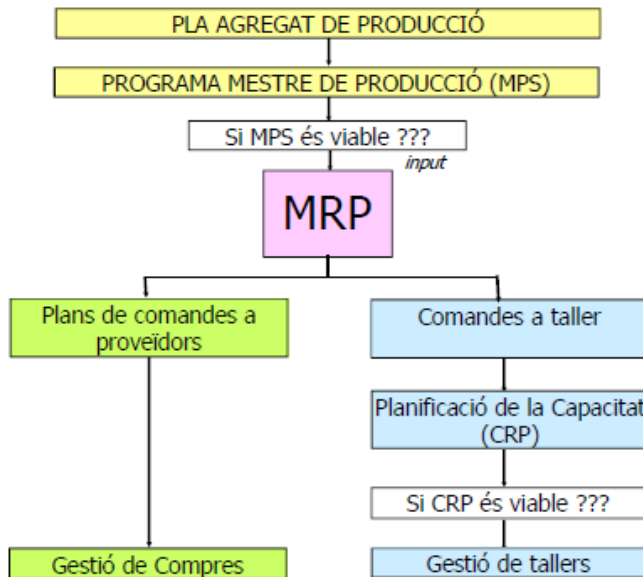 PLA AGREGAT DE PRODUCCIÓ
PROGRAMA MESTRE DE PRODUCCIÓ (MPS)
Si MPS és viable ???
input
MRP
Plans de comandes a
proveïdors
Comandes a taller
Planificació de la Capacitat
(CRP)
Si CRP és viable ???
Gestió de Compres
Gestió de tallers